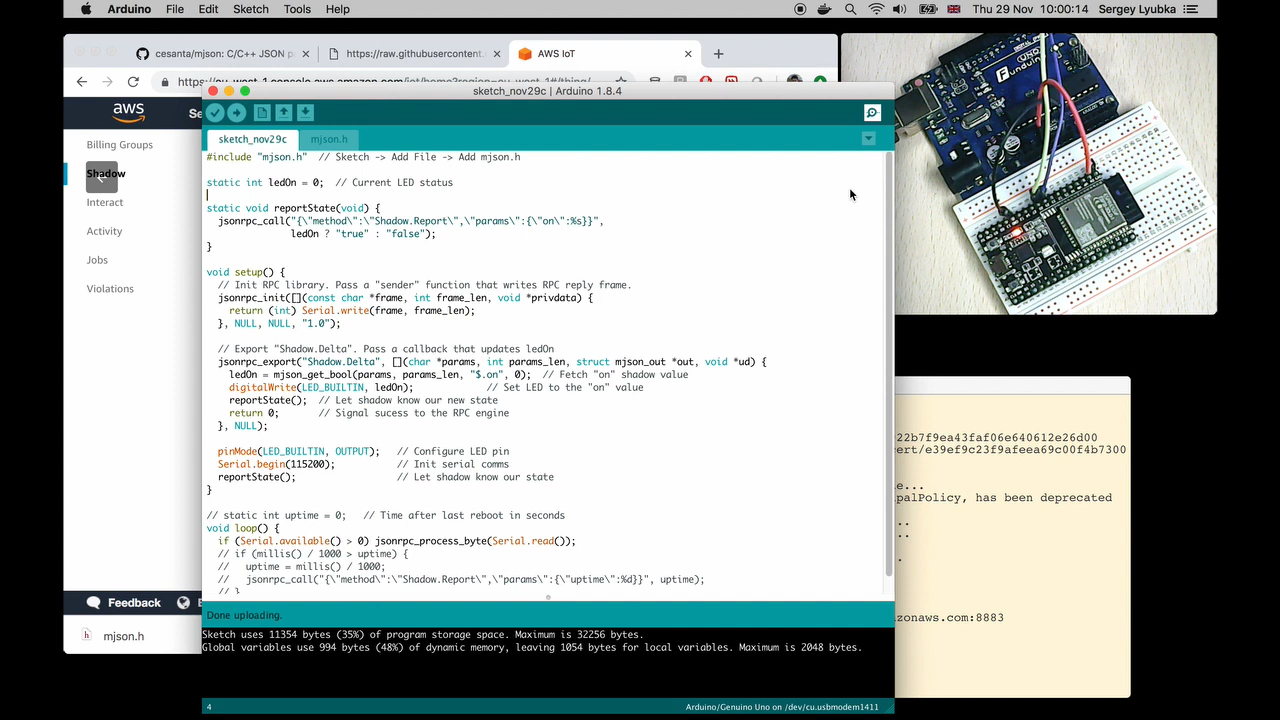 Arduino File Edit Sketch Tools Help Thu 29 Nov 10:00:14 Sergey Lyubka
cesanta/mjson: C/C++ JSON p
https://raw.githubusercontent.
AWS IoT
aws
Se
Billing Groups
Shadow
Interact
Activity
Jobs
Violations
Feedback
mjson.h
sketch_nov29c | Arduino 1.8.4
sketch_nov29c mjson.h
#include "mjson.h"  // Sketch -> Add File -> Add mjson.h
static int ledOn = 0;  // Current LED status
static void reportState(void) {
jsonrpc_call("{\"method\":\"Shadow.Report\",\"params\":{\"on\":%s}}",
ledOn ? "true" : "false");
}
void setup() {
// Init RPC library. Pass a "sender" function that writes RPC reply frame.
jsonrpc_init([](const char *frame, int frame_len, void *privdata) {
return (int) Serial.write(frame, frame_len);
}, NULL, NULL, "1.0");
// Export "Shadow.Delta". Pass a callback that updates ledOn
jsonrpc_export("Shadow.Delta", [](char *params, int params_len, struct mjson_out *out, void *ud) {
ledOn = mjson_get_bool(params, params_len, "$.on", 0);  // Fetch "on" shadow value
digitalWrite(LED_BUILTIN, ledOn);  // Set LED to the "on" value
reportState();  // Let shadow know our new state
return 0;  // Signal sucess to the RPC engine
}, NULL);
pinMode(LED_BUILTIN, OUTPUT);  // Configure LED pin
Serial.begin(115200);  // Init serial comms
reportState();  // Let shadow know our state
}
// static int uptime = 0;  // Time after last reboot in seconds
void loop() {
if (Serial.available() > 0) jsonrpc_process_byte(Serial.read());
// if (millis() / 1000 > uptime) {
//   uptime = millis() / 1000;
//   jsonrpc_call("{\"method\":\"Shadow.Report\",\"params\":{\"uptime\":%d}}", uptime);
// }
Done uploading.
Sketch uses 11354 bytes (35%) of program storage space. Maximum is 32256 bytes.
Global variables use 994 bytes (48%) of dynamic memory, leaving 1054 bytes for local variables. Maximum is 2048 bytes.
4 Arduino/Genuino Uno on /dev/cu.usbmodem1411
22b7f9ea43faf06e640612e26d00
cert/e39ef9c23f9afeea69c00f4b7300
e...
palPolicy, has been deprecated
..
..
.
zonaws.com:8883